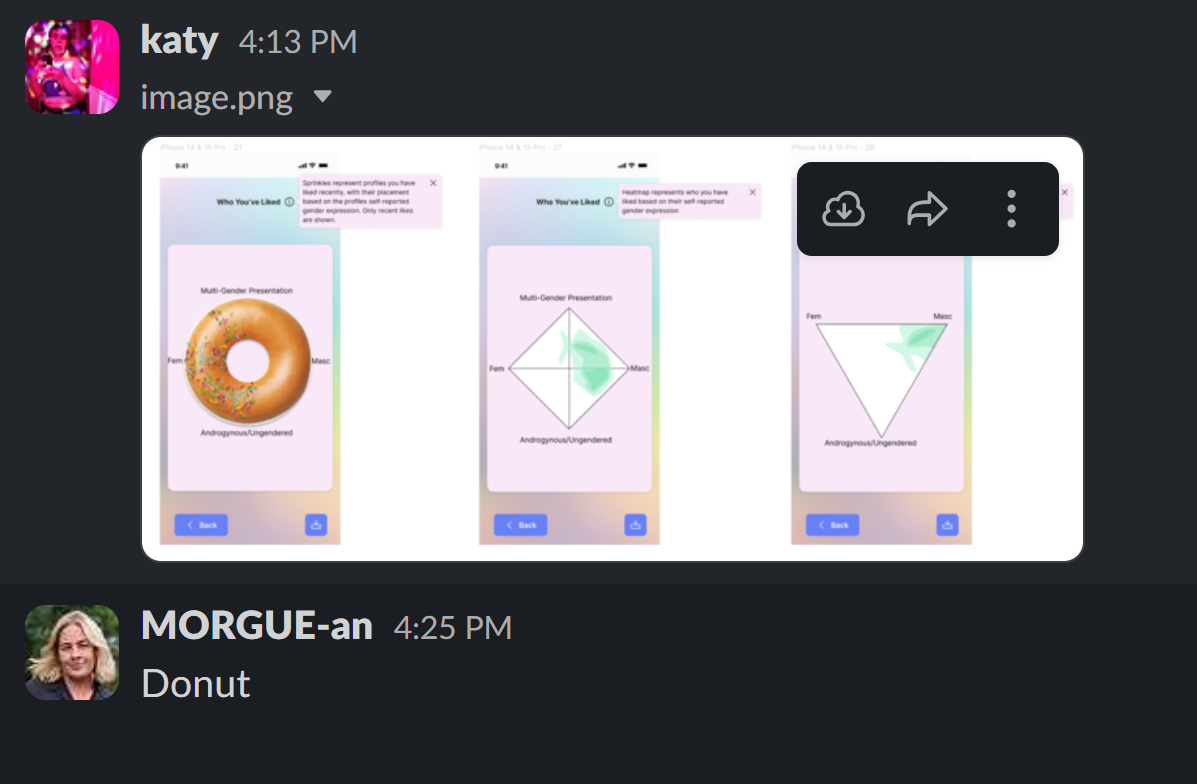 katy 4:13 PM
image.png
iPhone 14 & 15 Pro - 21
9:41
Sprinkles represent profiles you have
liked recently, with their placement
based on the profiles self-reported
gender expression. Only recent likes
are shown.
Who You've Liked
Multi-Gender Presentation
Fem
Masc
Androgynous/Ungendered
Back
iPhone 14 & 15 Pro - 27
9:41
Heatmap represents who you have
liked based on their self-reported
gender expression
Who You've Liked
Multi-Gender Presentation
Fem
Masc
Androgynous/Ungendered
Back
iPhone 14 & 15 Pro - 28
Fem
Masc
Androgynous/Ungendered
Back
MORGUE-an 4:25 PM
Donut